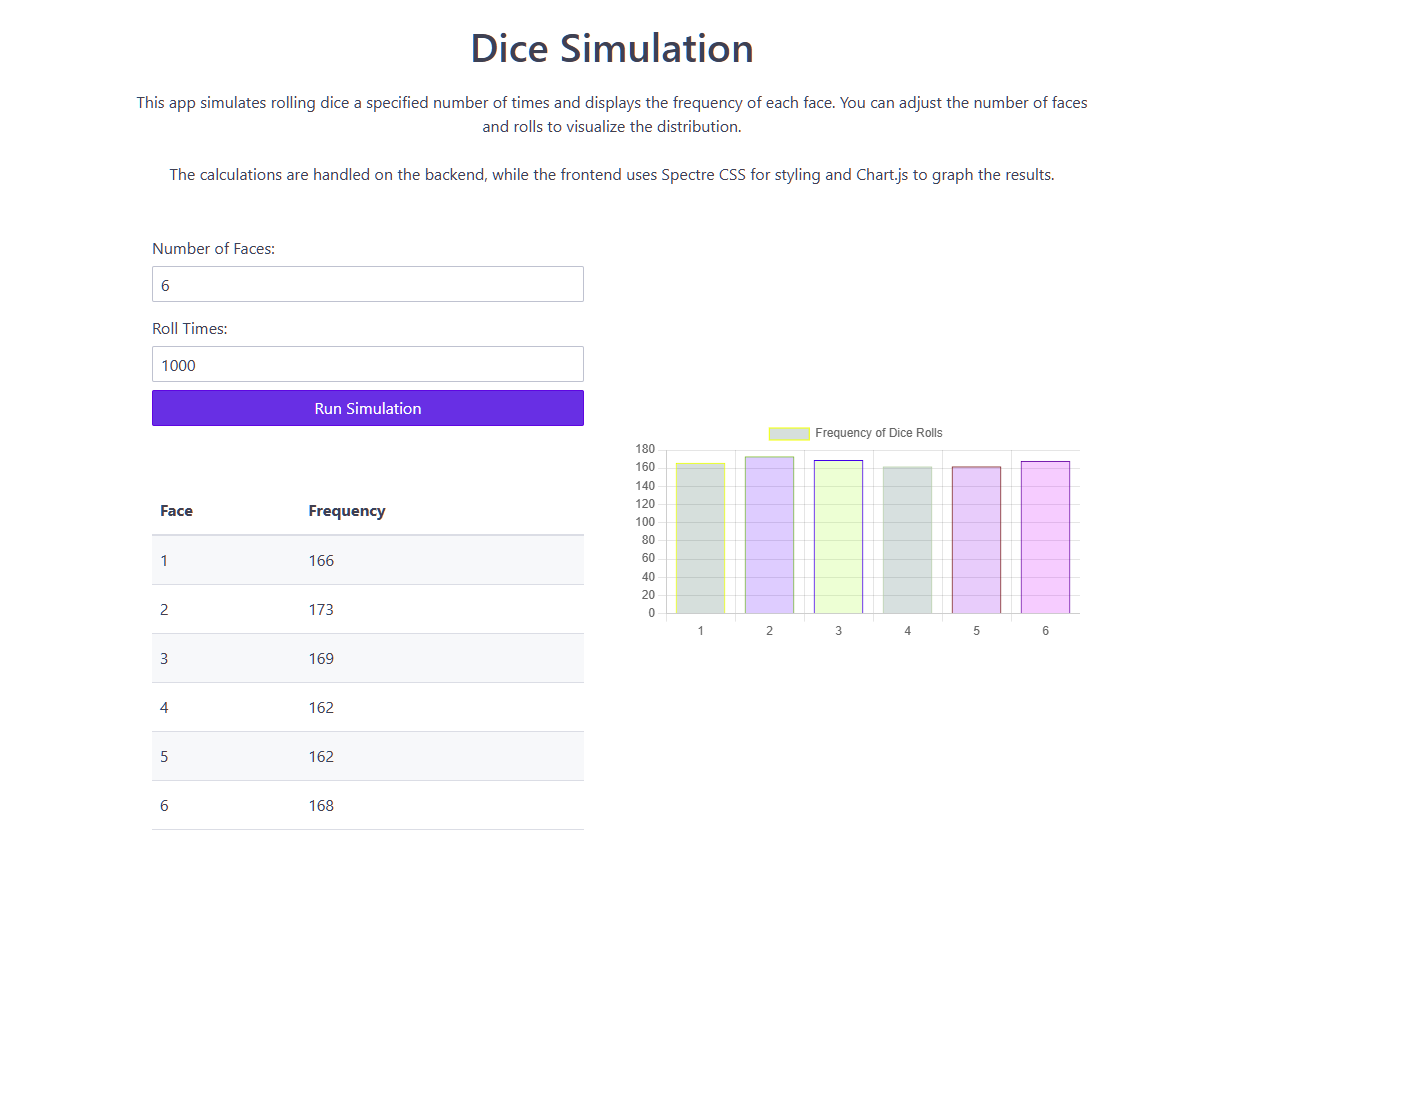 Dice Simulation
This app simulates rolling dice a specified number of times and displays the frequency of each face. You can adjust the number of faces
and rolls to visualize the distribution.
The calculations are handled on the backend, while the frontend uses Spectre CSS for styling and Chart.js to graph the results.
Number of Faces:
6
Roll Times:
1000
Run Simulation
Face Frequency
1 166
2 173
3 169
4 162
5 162
6 168
Frequency of Dice Rolls
180
160
140
120
100
80
60
40
20
0
1 2 3 4 5 6